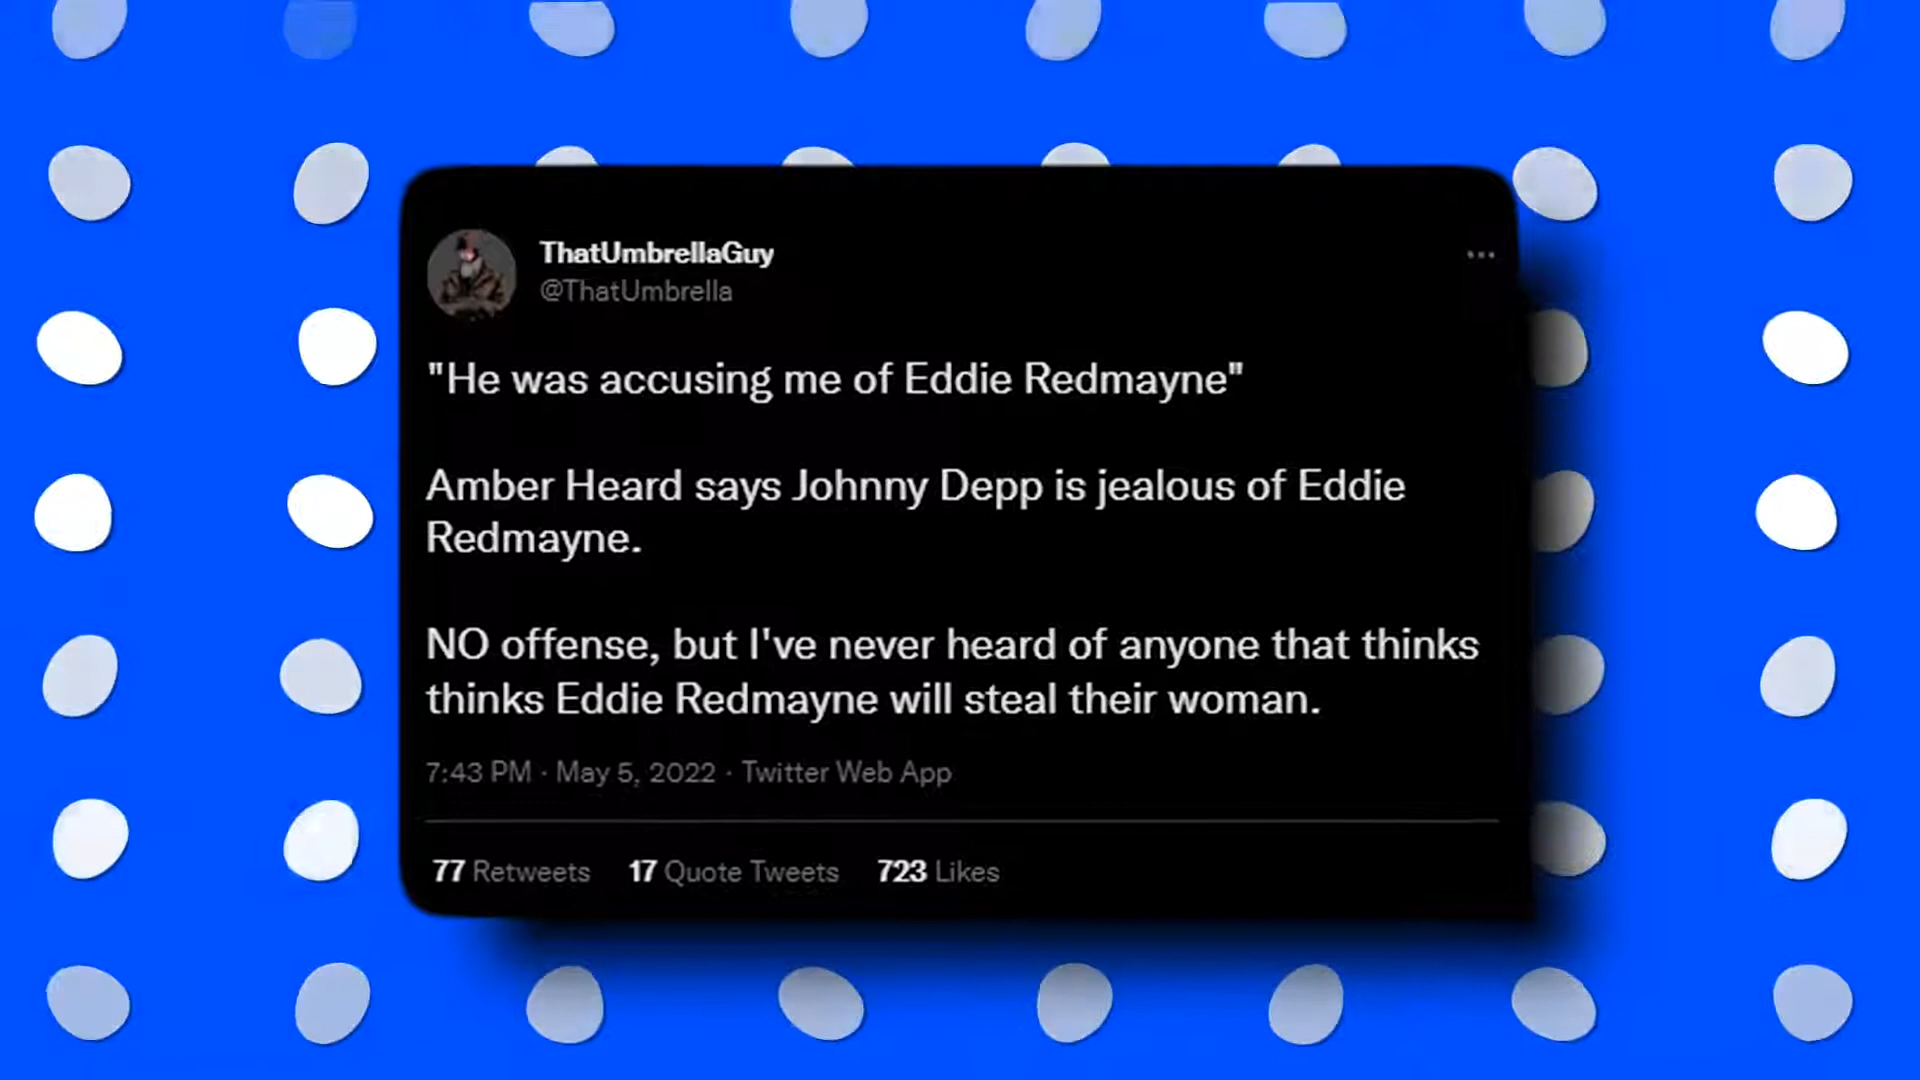 ThatUmbrellaGuy
@ThatUmbrella
"He was accusing me of Eddie Redmayne"
Amber Heard says Johnny Depp is jealous of Eddie
Redmayne.
NO offense, but I've never heard of anyone that thinks
thinks Eddie Redmayne will steal their woman.
7:43 PM · May 5, 2022 · Twitter Web App
77 Retweets 17 Quote Tweets 723 Likes